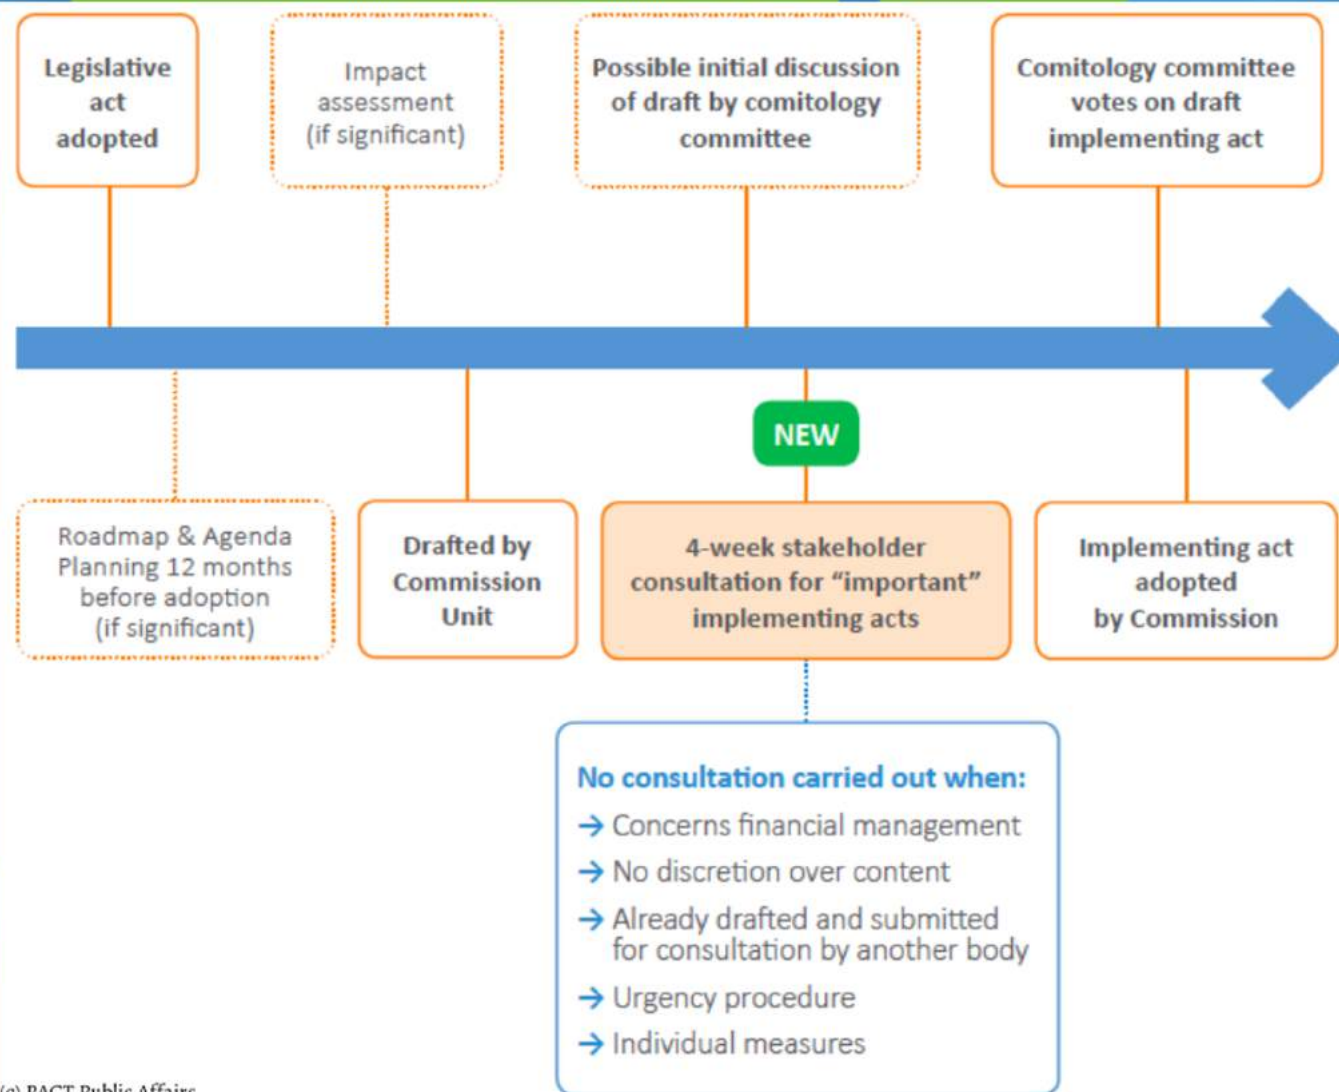 Legislative
act
adopted
Impact
assessment
(if significant)
Possible initial discussion
of draft by comitology
committee
Comitology committee
votes on draft
implementing act
NEW
Roadmap & Agenda
Planning 12 months
before adoption
(if significant)
Drafted by
Commission
Unit
4-week stakeholder
consultation for “important”
implementing acts
Implementing act
adopted
by Commission
No consultation carried out when:
→ Concerns financial management
→ No discretion over content
→ Already drafted and submitted
for consultation by another body
→ Urgency procedure
→ Individual measures
(c) PACT Public Affairs